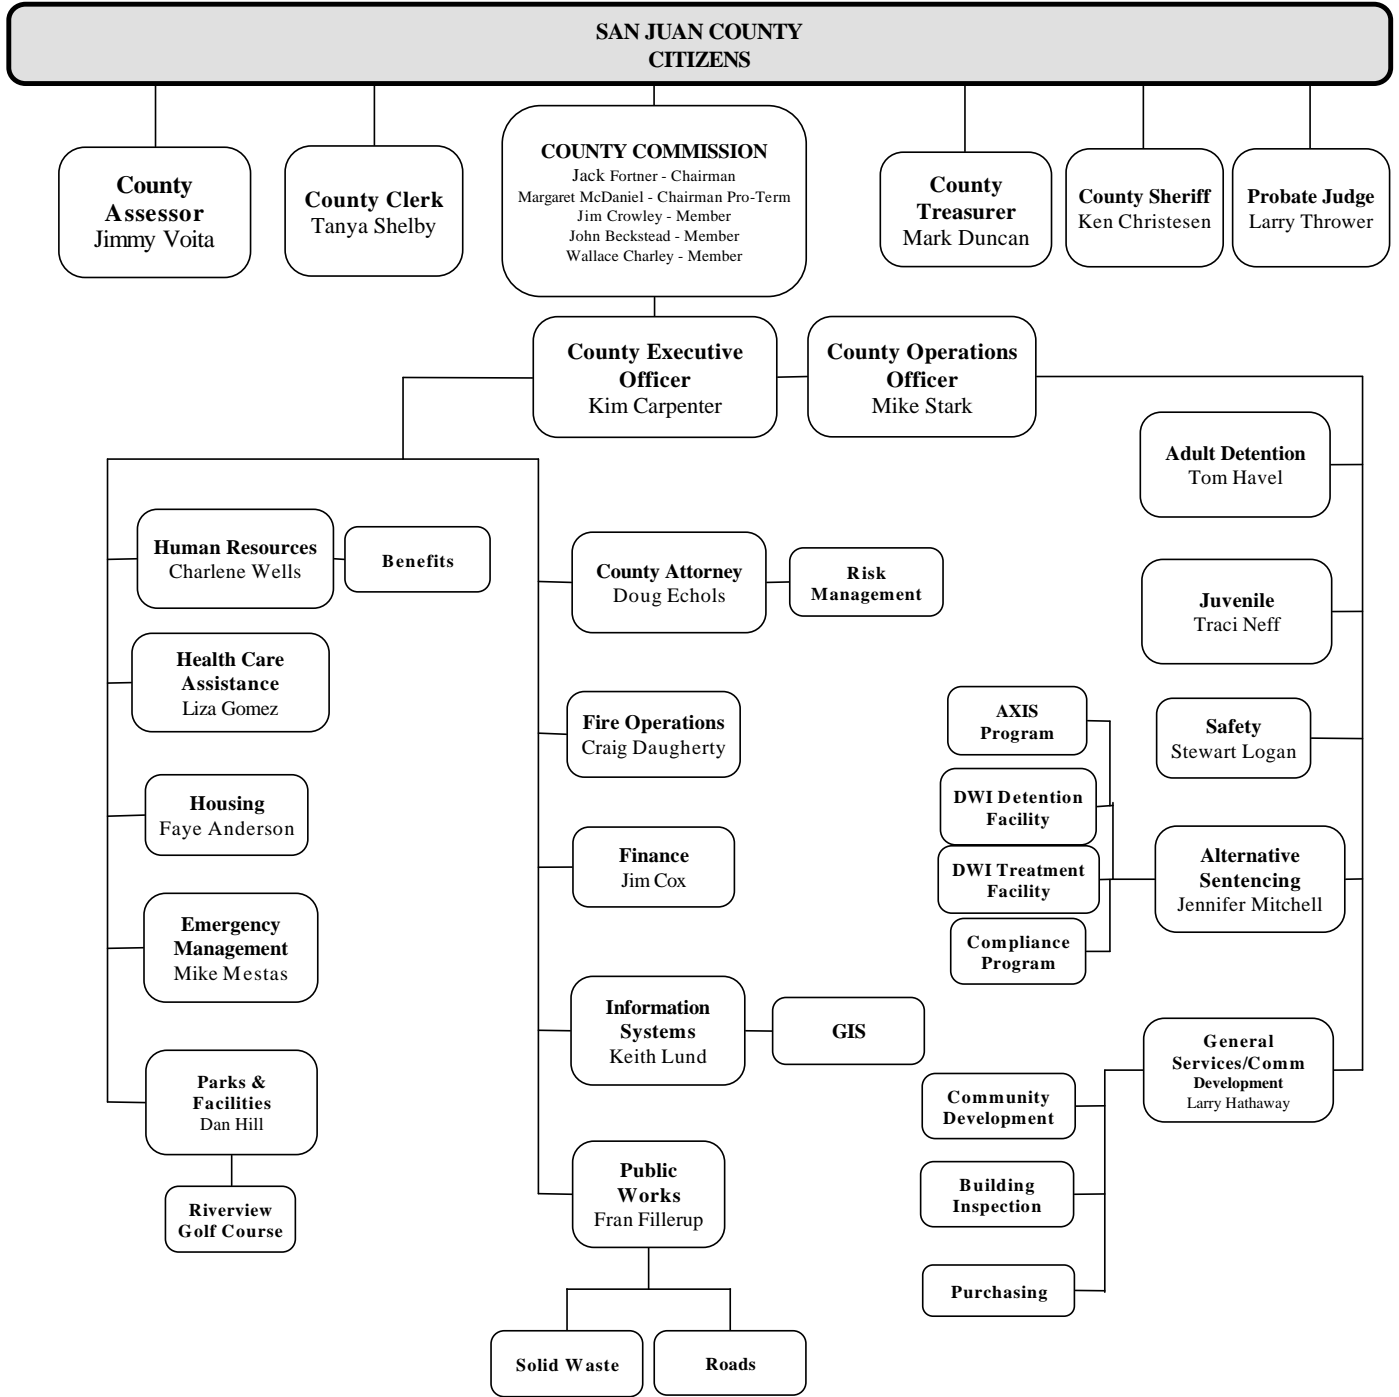 SAN JUAN COUNTY
CITIZENS
County
Assessor
Jimmy Voita
County Clerk
Tanya Shelby
COUNTY COMMISSION
Jack Fortner - Chairman
Margaret McDaniel - Chairman Pro-Term
Jim Crowley - Member
John Beckstead - Member
Wallace Charley - Member
County
Treasurer
Mark Duncan
County Sheriff
Ken Christesen
Probate Judge
Larry Thrower
County Executive
Officer
Kim Carpenter
County Operations
Officer
Mike Stark
Human Resources
Charlene Wells
Benefits
Health Care
Assistance
Liza Gomez
Housing
Faye Anderson
Emergency
Management
Mike Mestas
Parks &
Facilities
Dan Hill
Riverview
Golf Course
County Attorney
Doug Echols
Risk
Management
Fire Operations
Craig Daugherty
Finance
Jim Cox
Information
Systems
Keith Lund
GIS
Public
Works
Fran Fillerup
Solid Waste
Roads
Adult Detention
Tom Havel
Juvenile
Traci Neff
Safety
Stewart Logan
Alternative
Sentencing
Jennifer Mitchell
AXIS
Program
DWI Detention
Facility
DWI Treatment
Facility
Compliance
Program
General
Services/Comm
Development
Larry Hathaway
Community
Development
Building
Inspection
Purchasing